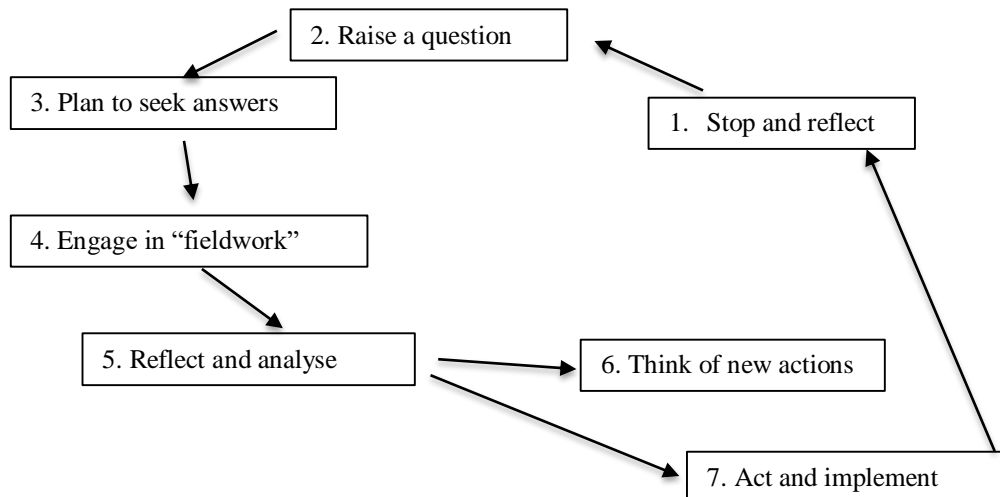 2. Raise a question
3. Plan to seek answers
1. Stop and reflect
4. Engage in “fieldwork”
5. Reflect and analyse
6. Think of new actions
7. Act and implement